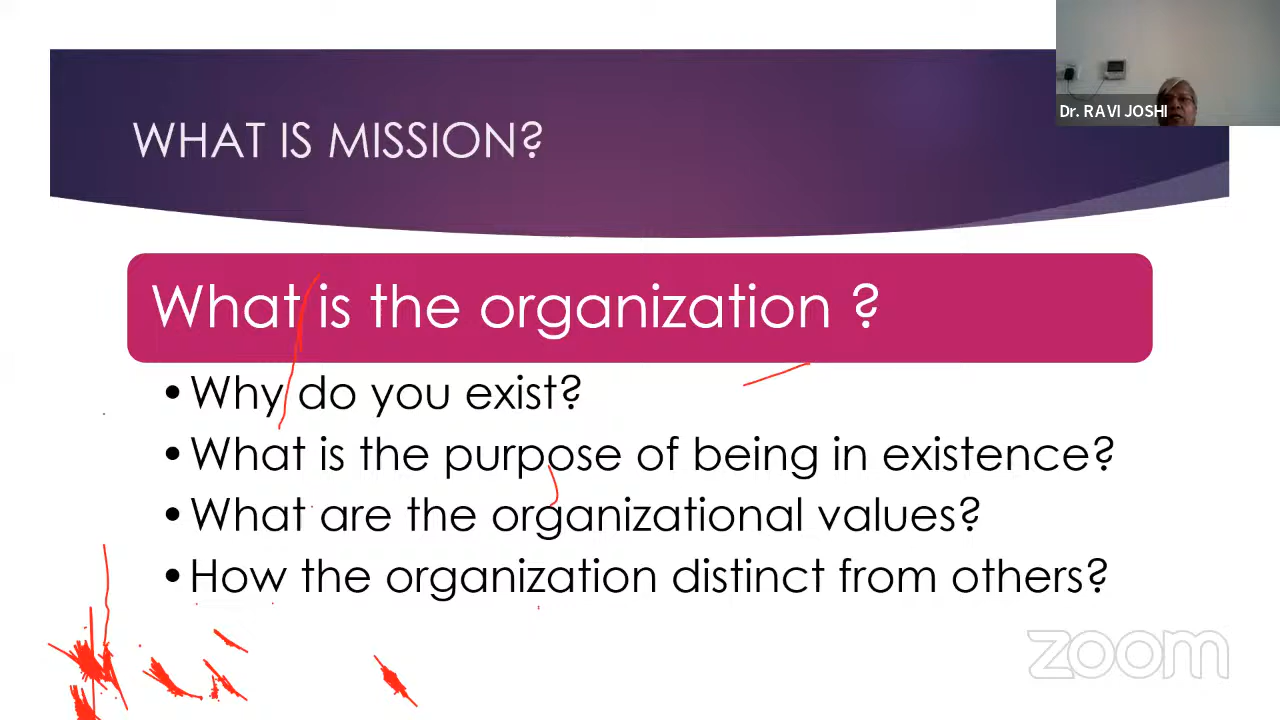 Dr. RAVI JOSHI
WHAT IS MISSION?
What is the organization ?
•Why do you exist?
•What is the purpose of being in existence?
•What are the organizational values?
•How the organization distinct from others?
zoom